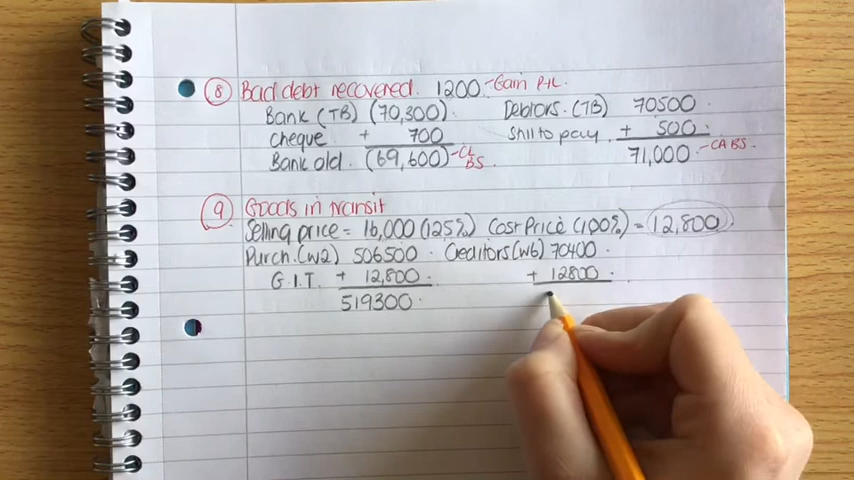 8 Bad debt recovered. 1200 - Gain P+L.
Bank (TB) (70,300). Debtors. (TB) 70500.
cheque + 700 Still to pay + 500.
Bank o/d. (69,600) - CL BS. 71,000. - CA BS.
9 Goods in transit
Selling price = 16,000 (125%) Cost Price (100%) = 12,800
Purch. (W2) 506500. Creditors (W6) 70400.
G.I.T. + 12,800. + 12800.
519300.